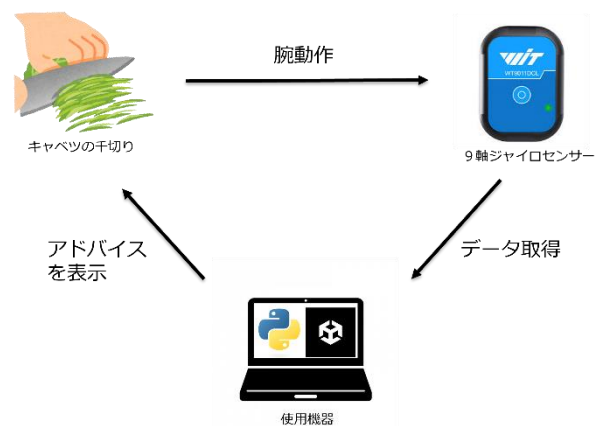 腕動作
WIT
WT9011DCL
キャベツの千切り
９軸ジャイロセンサー
アドバイス
を表示
データ取得
使用機器